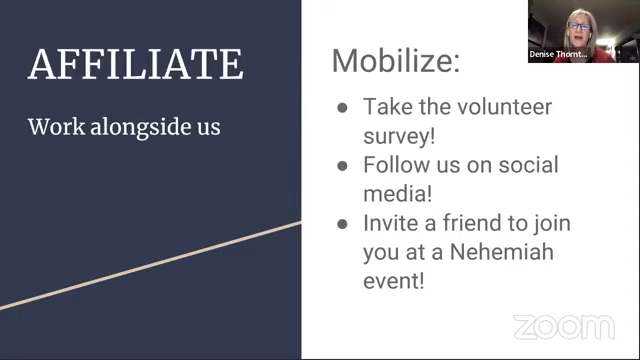 AFFILIATE
Work alongside us
Mobilize:
● Take the volunteer
survey!
● Follow us on social
media!
● Invite a friend to join
you at a Nehemiah
event!
Denise Thornt...
zoom